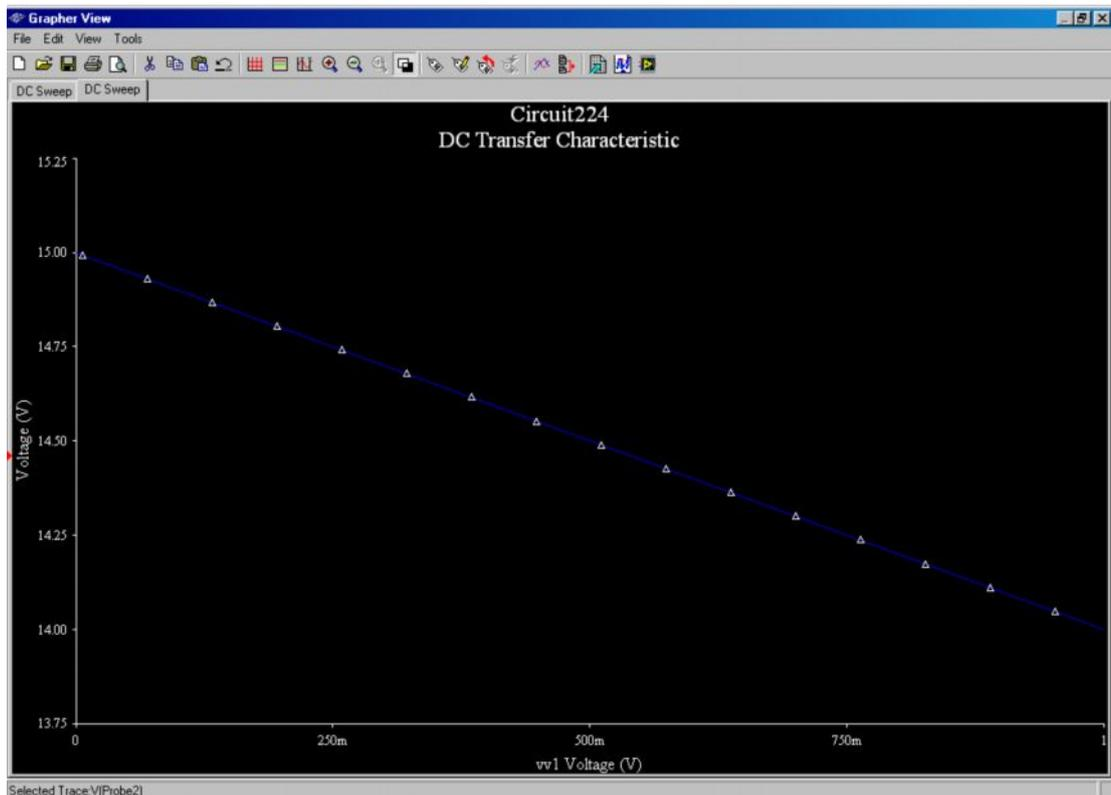 Grapher View
File Edit View Tools
DC Sweep DC Sweep
Circuit224
DC Transfer Characteristic
15.25
15.00
14.75
14.50
14.25
14.00
13.75
Voltage (V)
0 250m 500m 750m 1
vv1 Voltage (V)
Selected Trace:V(Probe2)